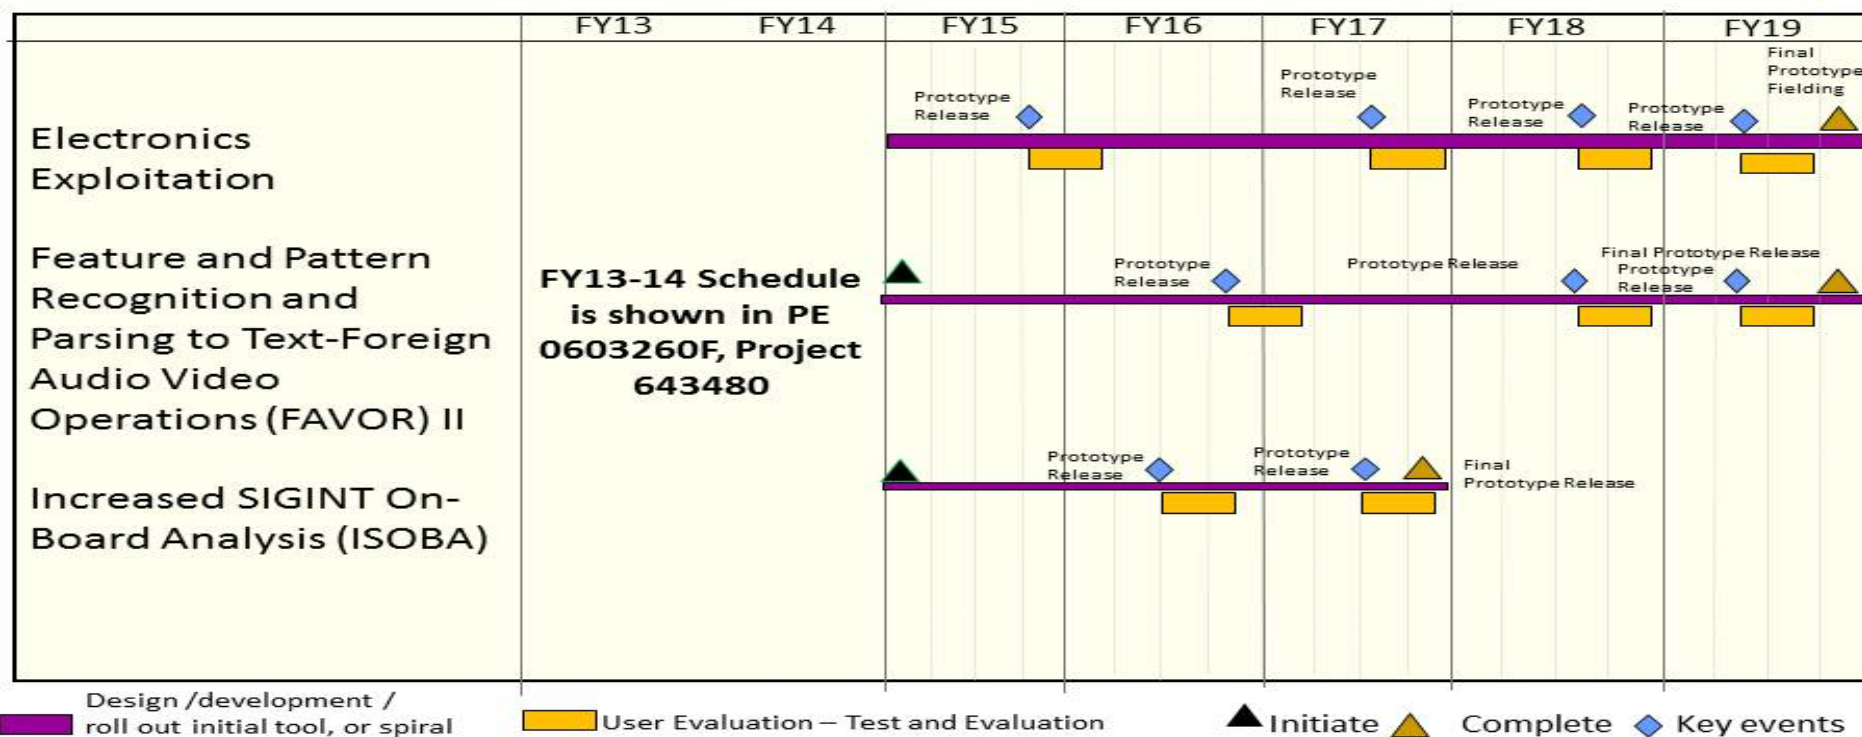 FY13 FY14 FY15 FY16 FY17 FY18 FY19
Electronics
Exploitation
Prototype
Release
Prototype
Release
Prototype
Release
Prototype
Release
Final
Prototype
Fielding
Feature and Pattern
Recognition and
Parsing to Text-Foreign
Audio Video
Operations (FAVOR) II
FY13-14 Schedule
is shown in PE
0603260F, Project
643480
Prototype
Release
Prototype Release
Final Prototype Release
Prototype
Release
Increased SIGINT On-
Board Analysis (ISOBA)
Prototype
Release
Prototype
Release
Final
Prototype Release
Design /development /
roll out initial tool, or spiral
User Evaluation – Test and Evaluation
Initiate
Complete
Key events